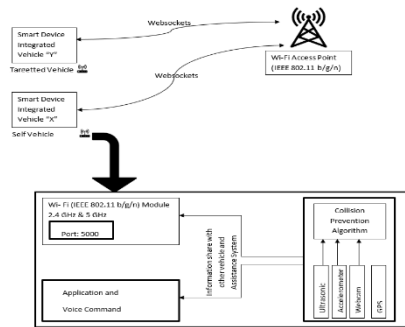 Smart Device
Integrated
Vehicle "Y"
Targetted Vehicle
Websockets
Wi-Fi Access Point
(IEEE 802.11 b/g/n)
Websockets
Smart Device
Integrated
Vehicle "X"
Self Vehicle
Wi- Fi (IEEE 802.11 b/g/n) Module
2.4 GHz & 5 GHz
Port: 5000
Application and
Voice Command
Information share with
other vehicle and
Assistance System
Collision
Prevention
Algorithm
Ultrasonic
Accelerometer
Webcam
GPS